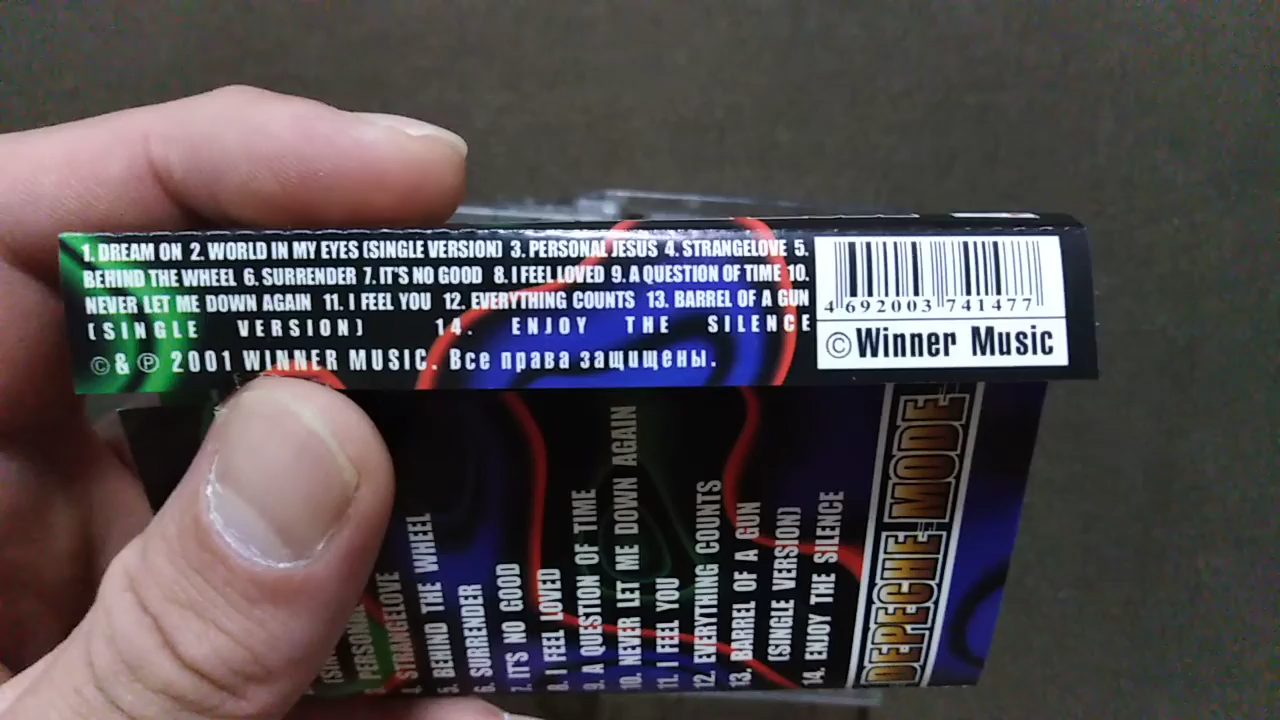 1. DREAM ON 2. WORLD IN MY EYES (SINGLE VERSION) 3. PERSONAL JESUS 4. STRANGELOVE 5.
BEHIND THE WHEEL 6. SURRENDER 7. IT'S NO GOOD 8. I FEEL LOVED 9. A QUESTION OF TIME 10.
NEVER LET ME DOWN AGAIN 11. I FEEL YOU 12. EVERYTHING COUNTS 13. BARREL OF A GUN
(SINGLE VERSION) 14. ENJOY THE SILENCE
© & ℗ 2001 WINNER MUSIC. Все права защищены.
4 692003 741477
© Winner Music
PERSONAL
STRANGELOVE
5. BEHIND THE WHEEL
6. SURRENDER
7. IT'S NO GOOD
8. I FEEL LOVED
9. A QUESTION OF TIME
10. NEVER LET ME DOWN AGAIN
11. I FEEL YOU
12. EVERYTHING COUNTS
13. BARREL OF A GUN
(SINGLE VERSION)
14. ENJOY THE SILENCE
DEPECHE MODE